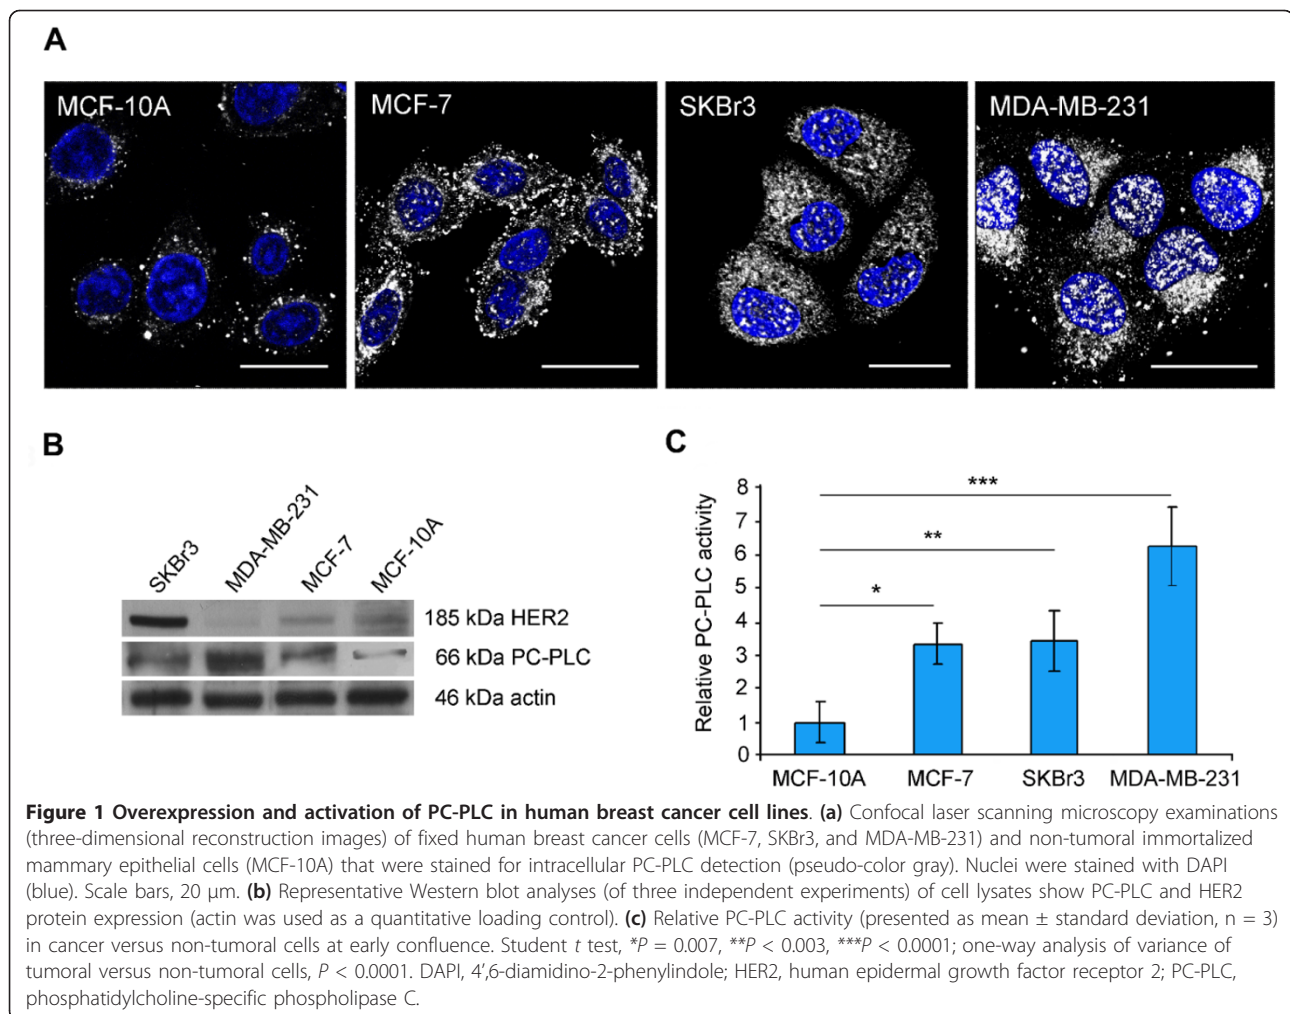 A
MCF-10A
MCF-7
SKBr3
MDA-MB-231
B
SKBr3
MDA-MB-231
MCF-7
MCF-10A
185 kDa HER2
66 kDa PC-PLC
46 kDa actin
C
Relative PC-PLC activity
8
7
6
5
4
3
2
1
0
***
**
*
MCF-10A
MCF-7
SKBr3
MDA-MB-231
Figure 1 Overexpression and activation of PC-PLC in human breast cancer cell lines. (a) Confocal laser scanning microscopy examinations
(three-dimensional reconstruction images) of fixed human breast cancer cells (MCF-7, SKBr3, and MDA-MB-231) and non-tumoral immortalized
mammary epithelial cells (MCF-10A) that were stained for intracellular PC-PLC detection (pseudo-color gray). Nuclei were stained with DAPI
(blue). Scale bars, 20 μm. (b) Representative Western blot analyses (of three independent experiments) of cell lysates show PC-PLC and HER2
protein expression (actin was used as a quantitative loading control). (c) Relative PC-PLC activity (presented as mean ± standard deviation, n = 3)
in cancer versus non-tumoral cells at early confluence. Student t test, *P = 0.007, **P < 0.003, ***P < 0.0001; one-way analysis of variance of
tumoral versus non-tumoral cells, P < 0.0001. DAPI, 4′,6-diamidino-2-phenylindole; HER2, human epidermal growth factor receptor 2; PC-PLC,
phosphatidylcholine-specific phospholipase C.